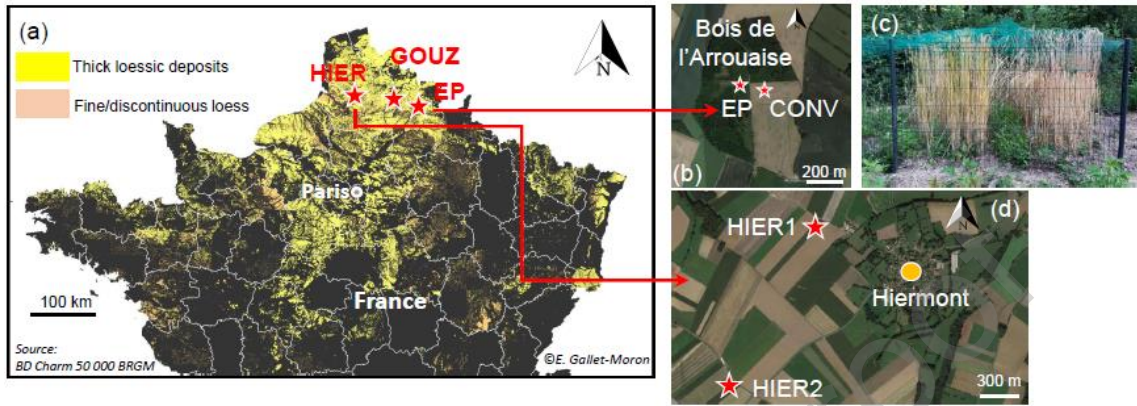 (a)
Thick loessic deposits
Fine/discontinuous loess
HIER
GOUZ
EP
N
Pariso
France
100 km
Source:
BD Charm 50 000 BRGM
©E. Gallet-Moron
(b)
Bois de
l'Arrouaise
EP
CONV
N
200 m
(c)
(d)
N
HIER1
Hiermont
HIER2
300 m